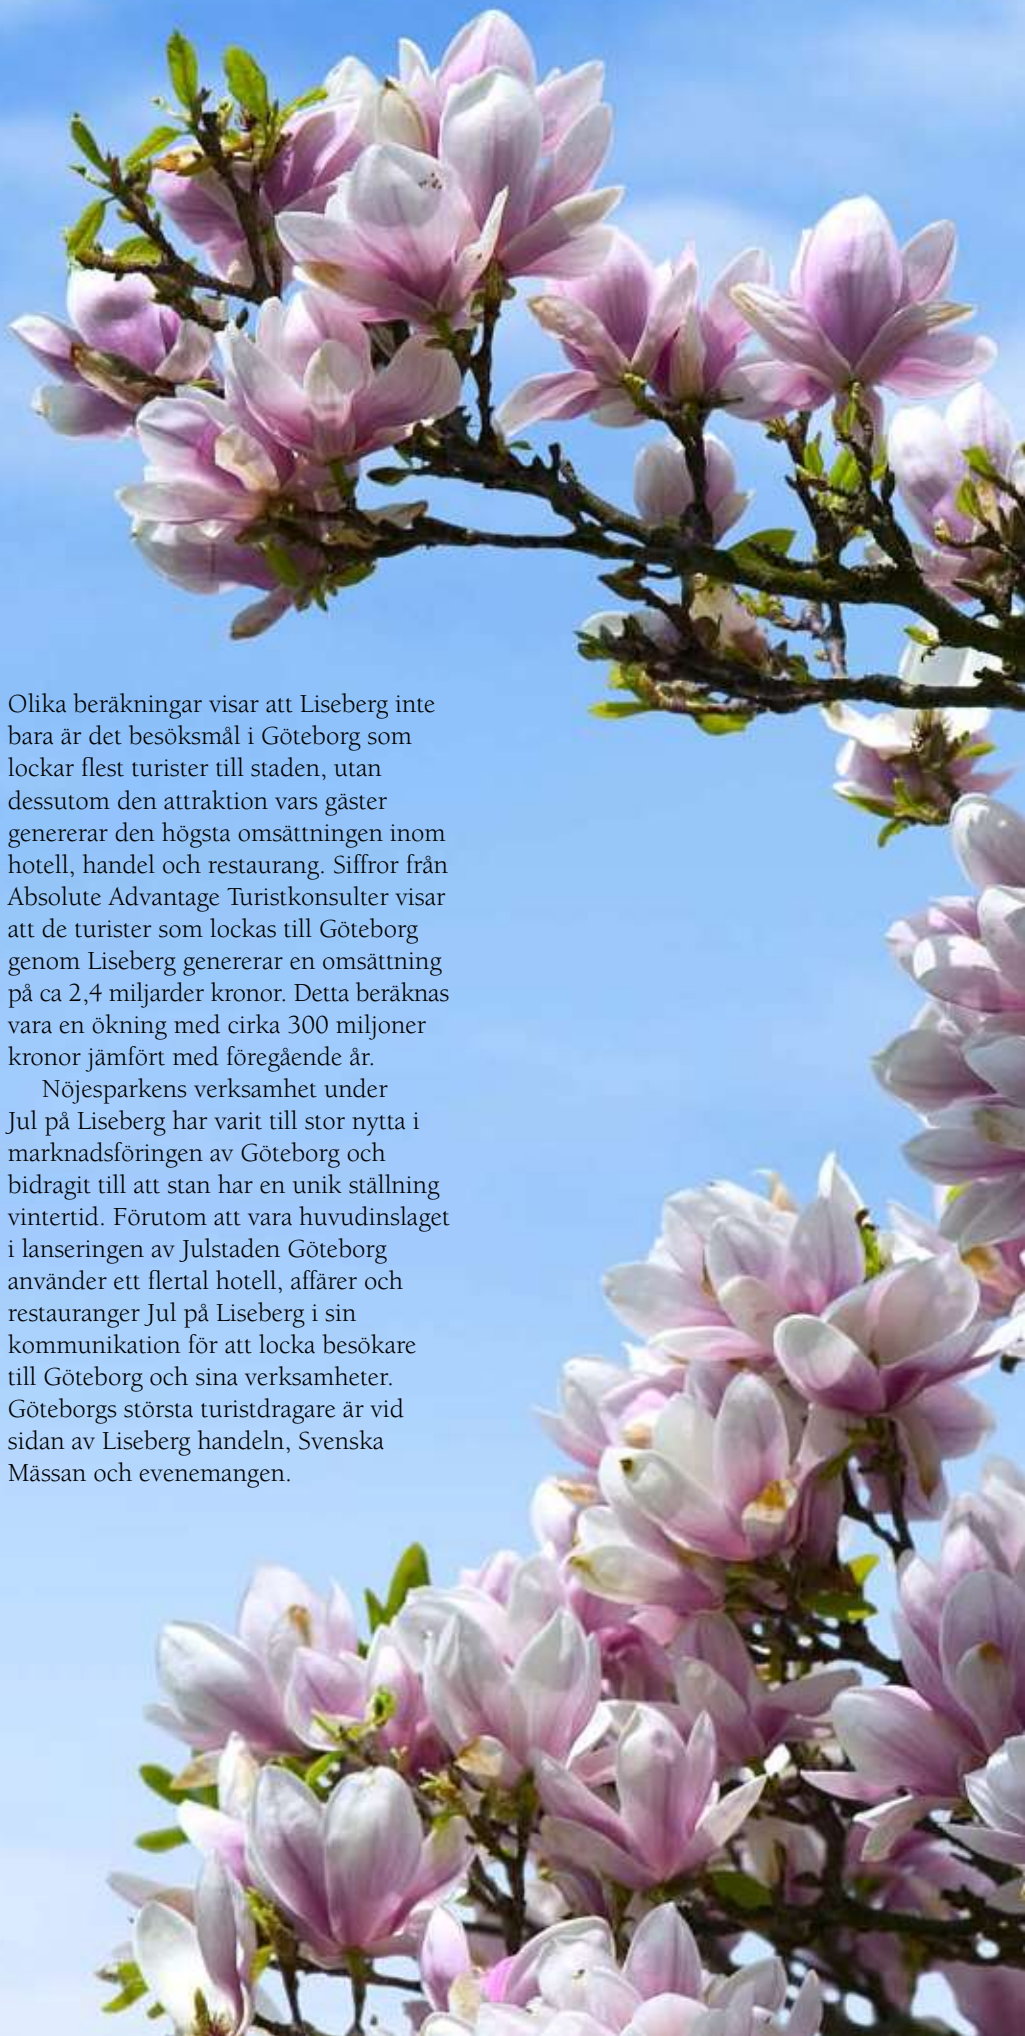 Olika beräkningar visar att Liseberg inte
bara är det besöksmål i Göteborg som
lockar flest turister till staden, utan
dessutom den attraktion vars gäster
genererar den högsta omsättningen inom
hotell, handel och restaurang. Siffror från
Absolute Advantage Turistkonsulter visar
att de turister som lockas till Göteborg
genom Liseberg genererar en omsättning
på ca 2,4 miljarder kronor. Detta beräknas
vara en ökning med cirka 300 miljoner
kronor jämfört med föregående år.
Nöjesparkens verksamhet under
Jul på Liseberg har varit till stor nytta i
marknadsföringen av Göteborg och
bidragit till att stan har en unik ställning
vintertid. Förutom att vara huvudinslaget
i lanseringen av Julstaden Göteborg
använder ett flertal hotell, affärer och
restauranger Jul på Liseberg i sin
kommunikation för att locka besökare
till Göteborg och sina verksamheter.
Göteborgs största turistdragare är vid
sidan av Liseberg handeln, Svenska
Mässan och evenemangen.